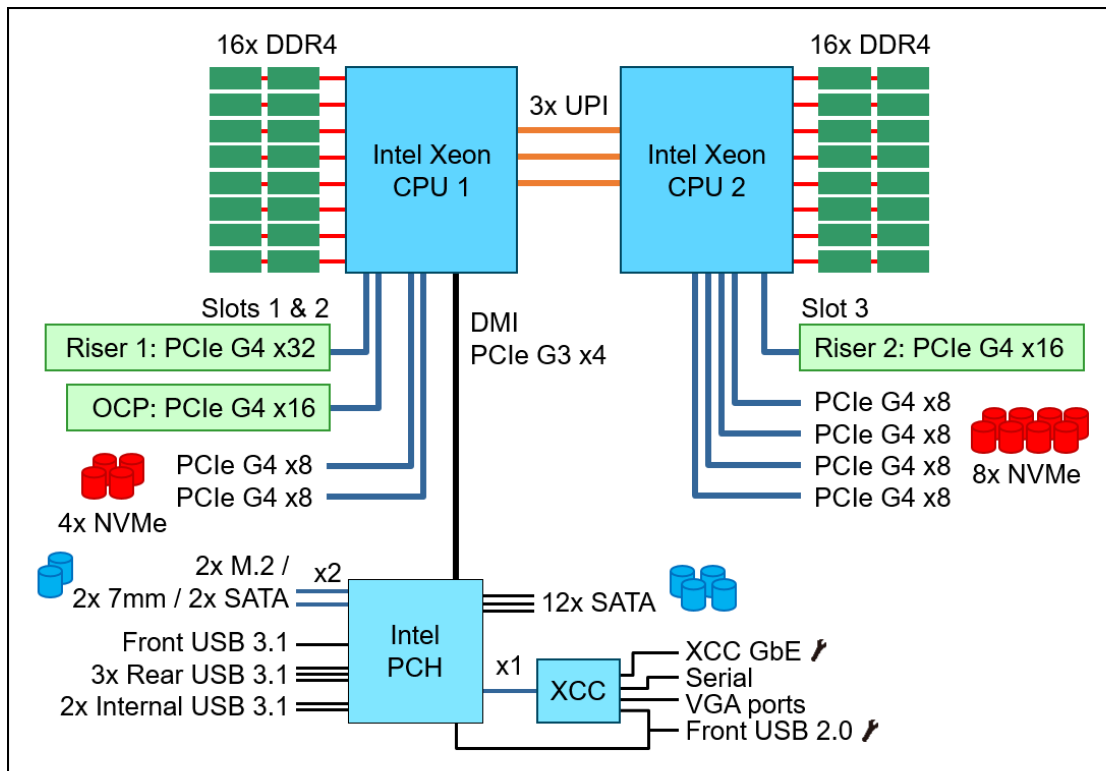 16x DDR4
16x DDR4
3x UPI
Intel Xeon
CPU 1
Intel Xeon
CPU 2
Slots 1 & 2
Riser 1: PCIe G4 x32
OCP: PCIe G4 x16
DMI
PCIe G3 x4
Slot 3
Riser 2: PCIe G4 x16
PCIe G4 x8
PCIe G4 x8
PCIe G4 x8
PCIe G4 x8
8x NVMe
PCIe G4 x8
PCIe G4 x8
4x NVMe
2x M.2 /
2x 7mm / 2x SATA
x2
12x SATA
Intel
PCH
Front USB 3.1
3x Rear USB 3.1
2x Internal USB 3.1
x1
XCC
XCC GbE
Serial
VGA ports
Front USB 2.0